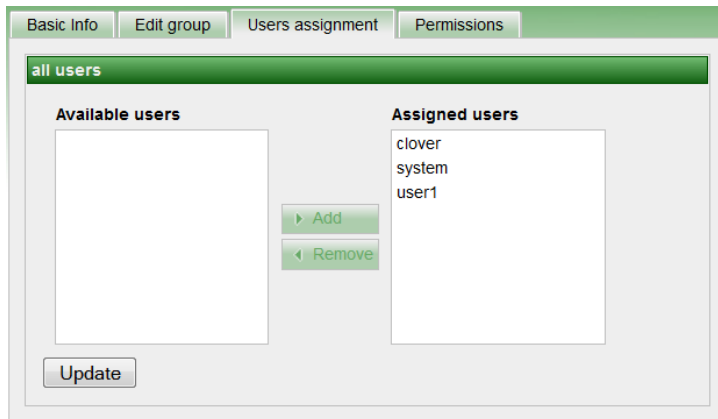 Basic Info Edit group Users assignment Permissions
all users
Available users Assigned users
clover
system
user1
Add
Remove
Update